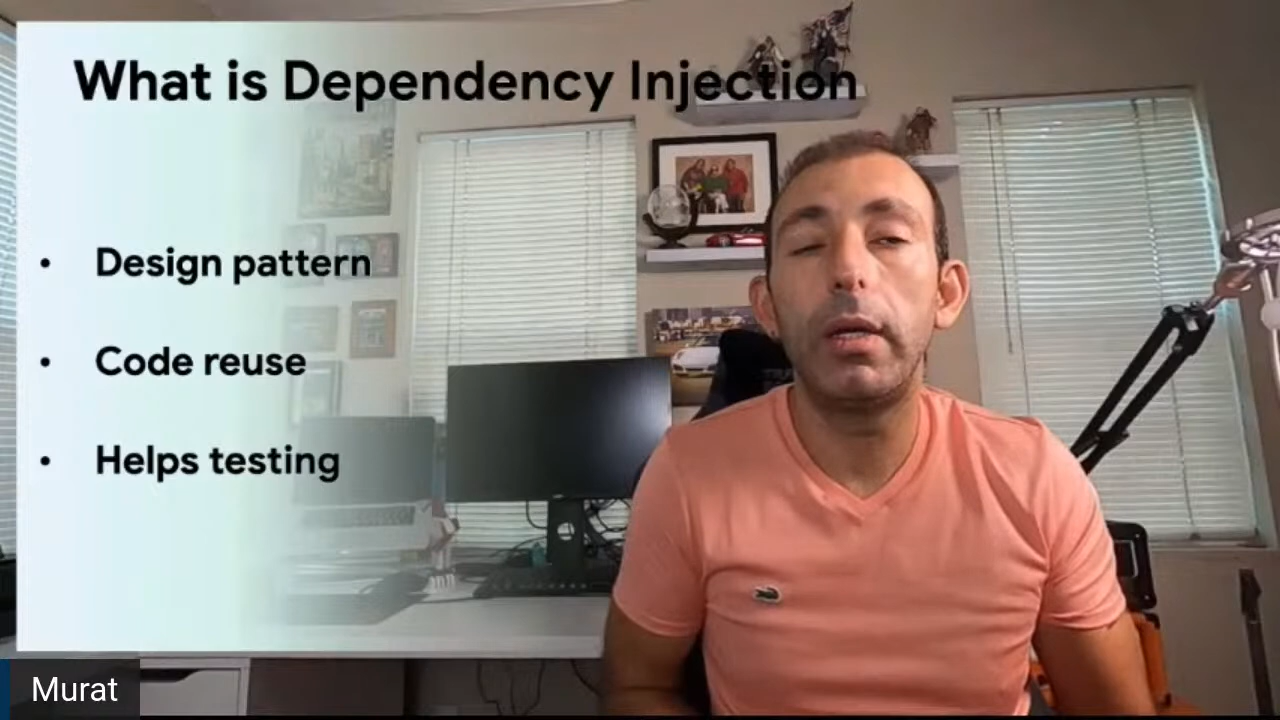 What is Dependency Injection
• Design pattern
• Code reuse
• Helps testing
Murat